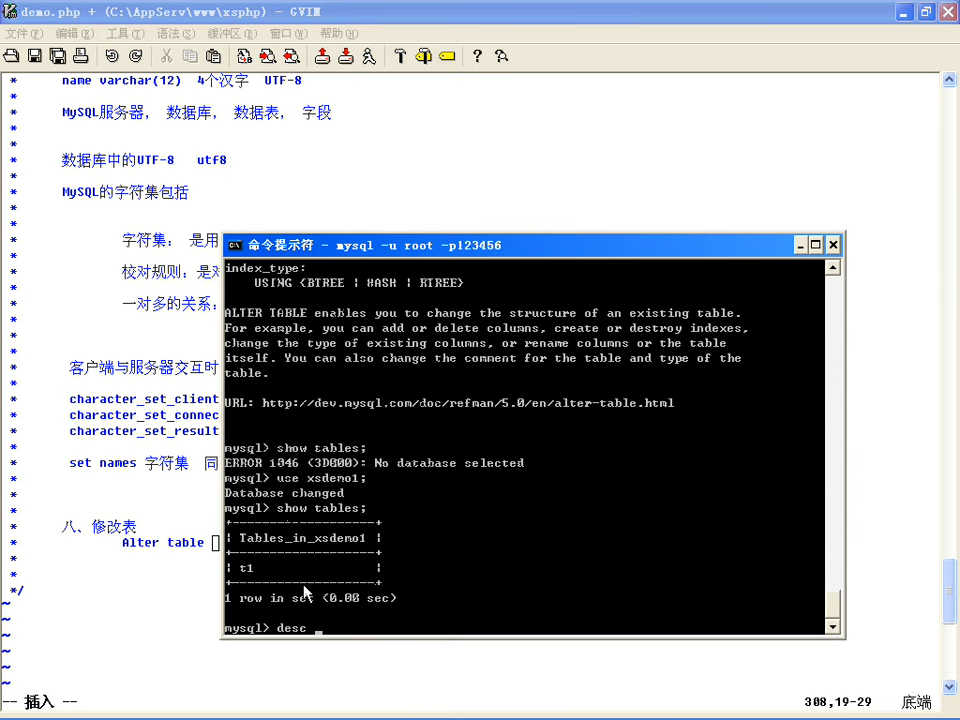 demo.php + (C:\AppServ\www\xsphp) - GVIM
文件(F) 编辑(E) 工具(T) 语法(S) 缓冲区(B) 窗口(W) 帮助(H)
* name varchar(12) 4个汉字 UTF-8
*
* MySQL服务器, 数据库, 数据表, 字段
*
*
* 数据库中的UTF-8 utf8
*
* MySQL的字符集包括
*
*
* 字符集: 是用
*
* 校对规则: 是对
*
* 一对多的关系:
*
*
*
* 客户端与服务器交互时
*
* character_set_client
* character_set_connec
* character_set_result
*
* set names 字符集 同
*
*
*
* 八、修改表
* Alter table
*
*
*/
~
~
~
~
~
~
-- 插入 --
308,19-29 底端
命令提示符 - mysql -u root -p123456
index_type:
USING {BTREE | HASH | RTREE}
ALTER TABLE enables you to change the structure of an existing table.
For example, you can add or delete columns, create or destroy indexes,
change the type of existing columns, or rename columns or the table
itself. You can also change the comment for the table and type of the
table.
URL: http://dev.mysql.com/doc/refman/5.0/en/alter-table.html
mysql> show tables;
ERROR 1046 (3D000): No database selected
mysql> use xsdemo1;
Database changed
mysql> show tables;
+-------------------+
| Tables_in_xsdemo1 |
+-------------------+
| t1                |
+-------------------+
1 row in set (0.00 sec)
mysql> desc _